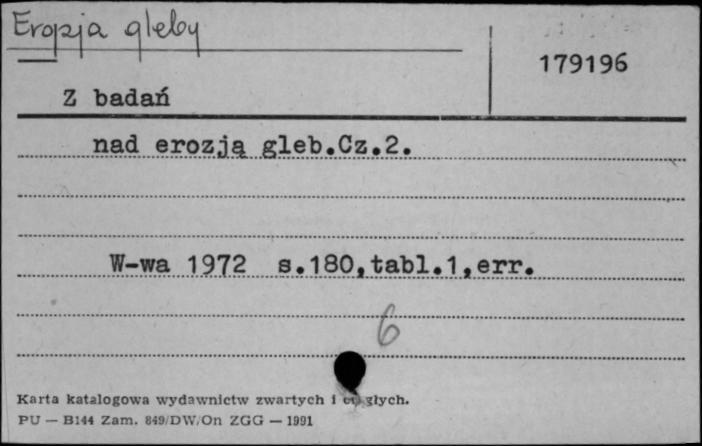 Erozja gleby
179196
Z badań
nad erozją gleb.Cz.2.
W-wa 1972 s.180,tabl.1,err.
6
Karta katalogowa wydawnictw zwartych i ciągłych.
PU — B144 Zam. 849/DW/On ZGG — 1991